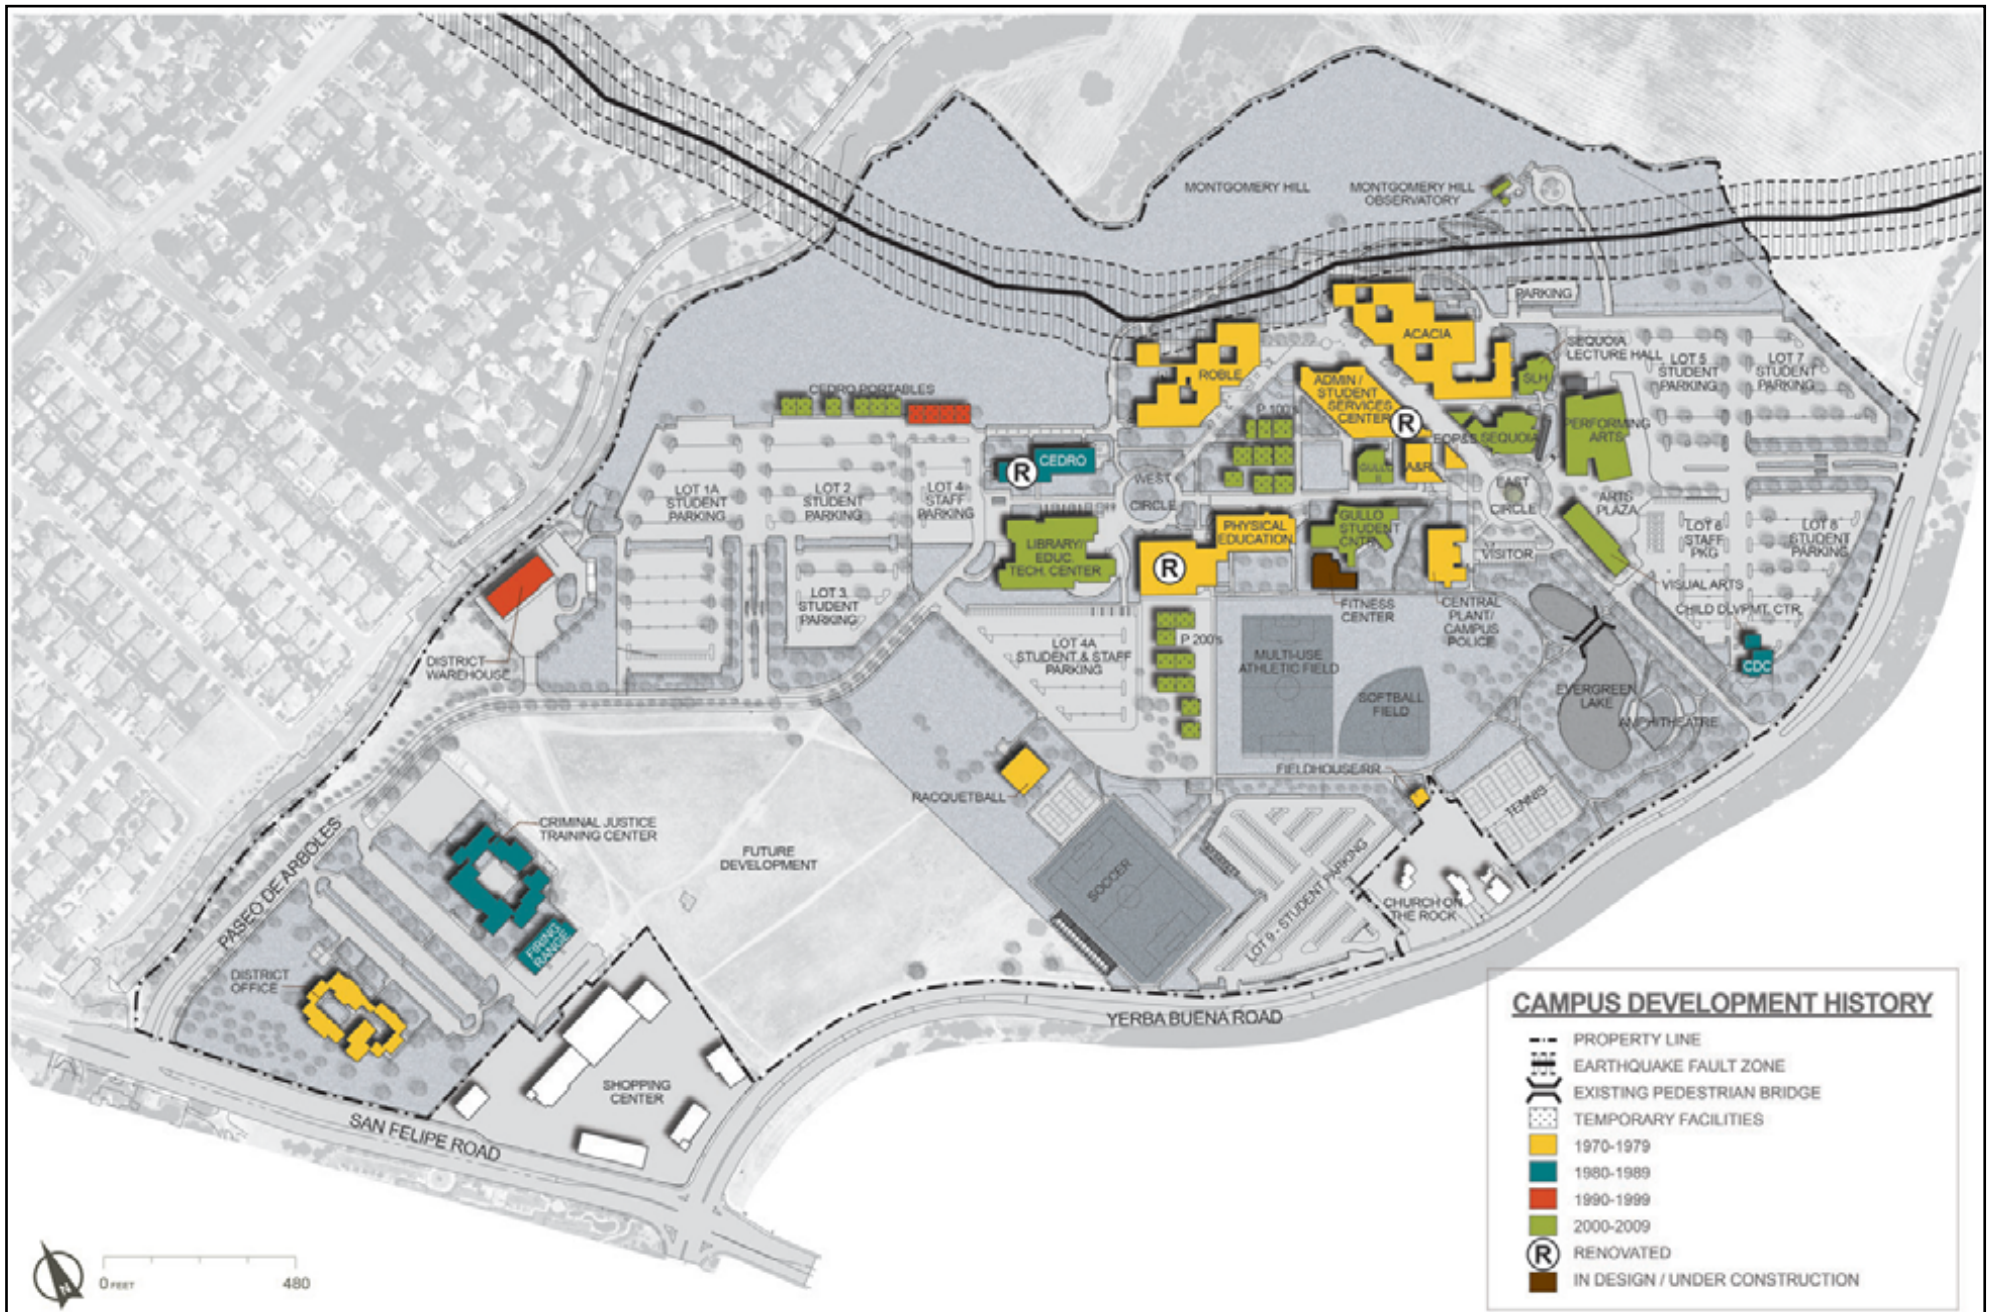 MONTGOMERY HILL
MONTGOMERY HILL
OBSERVATORY
PARKING
ACACIA
SEQUOIA
LECTURE HALL
LOT 5
STUDENT
PARKING
LOT 7
STUDENT
PARKING
ROBLE
ADMIN /
STUDENT
SERVICES
CENTER
R
SLH
CEDRO PORTABLES
P 100's
EOP&S
SEQUOIA
PERFORMING
ARTS
CEDRO
R
A&R
LOT 1A
STUDENT
PARKING
LOT 2
STUDENT
PARKING
LOT 4
STAFF
PARKING
WEST
CIRCLE
EAST
CIRCLE
ARTS
PLAZA
LIBRARY/
EDUC.
TECH. CENTER
PHYSICAL
EDUCATION
R
GULLO
STUDENT
CNTR
VISITOR
LOT 6
STAFF
PKG
LOT 8
STUDENT
PARKING
VISUAL ARTS
LOT 3
STUDENT
PARKING
FITNESS
CENTER
CENTRAL
PLANT/
CAMPUS
POLICE
CHILD DLVPMT. CTR.
CDC
DISTRICT
WAREHOUSE
LOT 4A
STUDENT & STAFF
PARKING
P 200's
MULTI-USE
ATHLETIC FIELD
SOFTBALL
FIELD
EVERGREEN
LAKE
AMPHITHEATRE
FIELDHOUSE/RR
RACQUETBALL
TENNIS
CRIMINAL JUSTICE
TRAINING CENTER
FUTURE
DEVELOPMENT
PASEO DE ARBOLES
SOCCER
LOT 9 - STUDENT PARKING
CHURCH ON
THE ROCK
FIRING
RANGE
DISTRICT
OFFICE
YERBA BUENA ROAD
SHOPPING
CENTER
SAN FELIPE ROAD
CAMPUS DEVELOPMENT HISTORY
PROPERTY LINE
EARTHQUAKE FAULT ZONE
EXISTING PEDESTRIAN BRIDGE
TEMPORARY FACILITIES
1970-1979
1980-1989
1990-1999
2000-2009
R RENOVATED
IN DESIGN / UNDER CONSTRUCTION
N
0 FEET 480